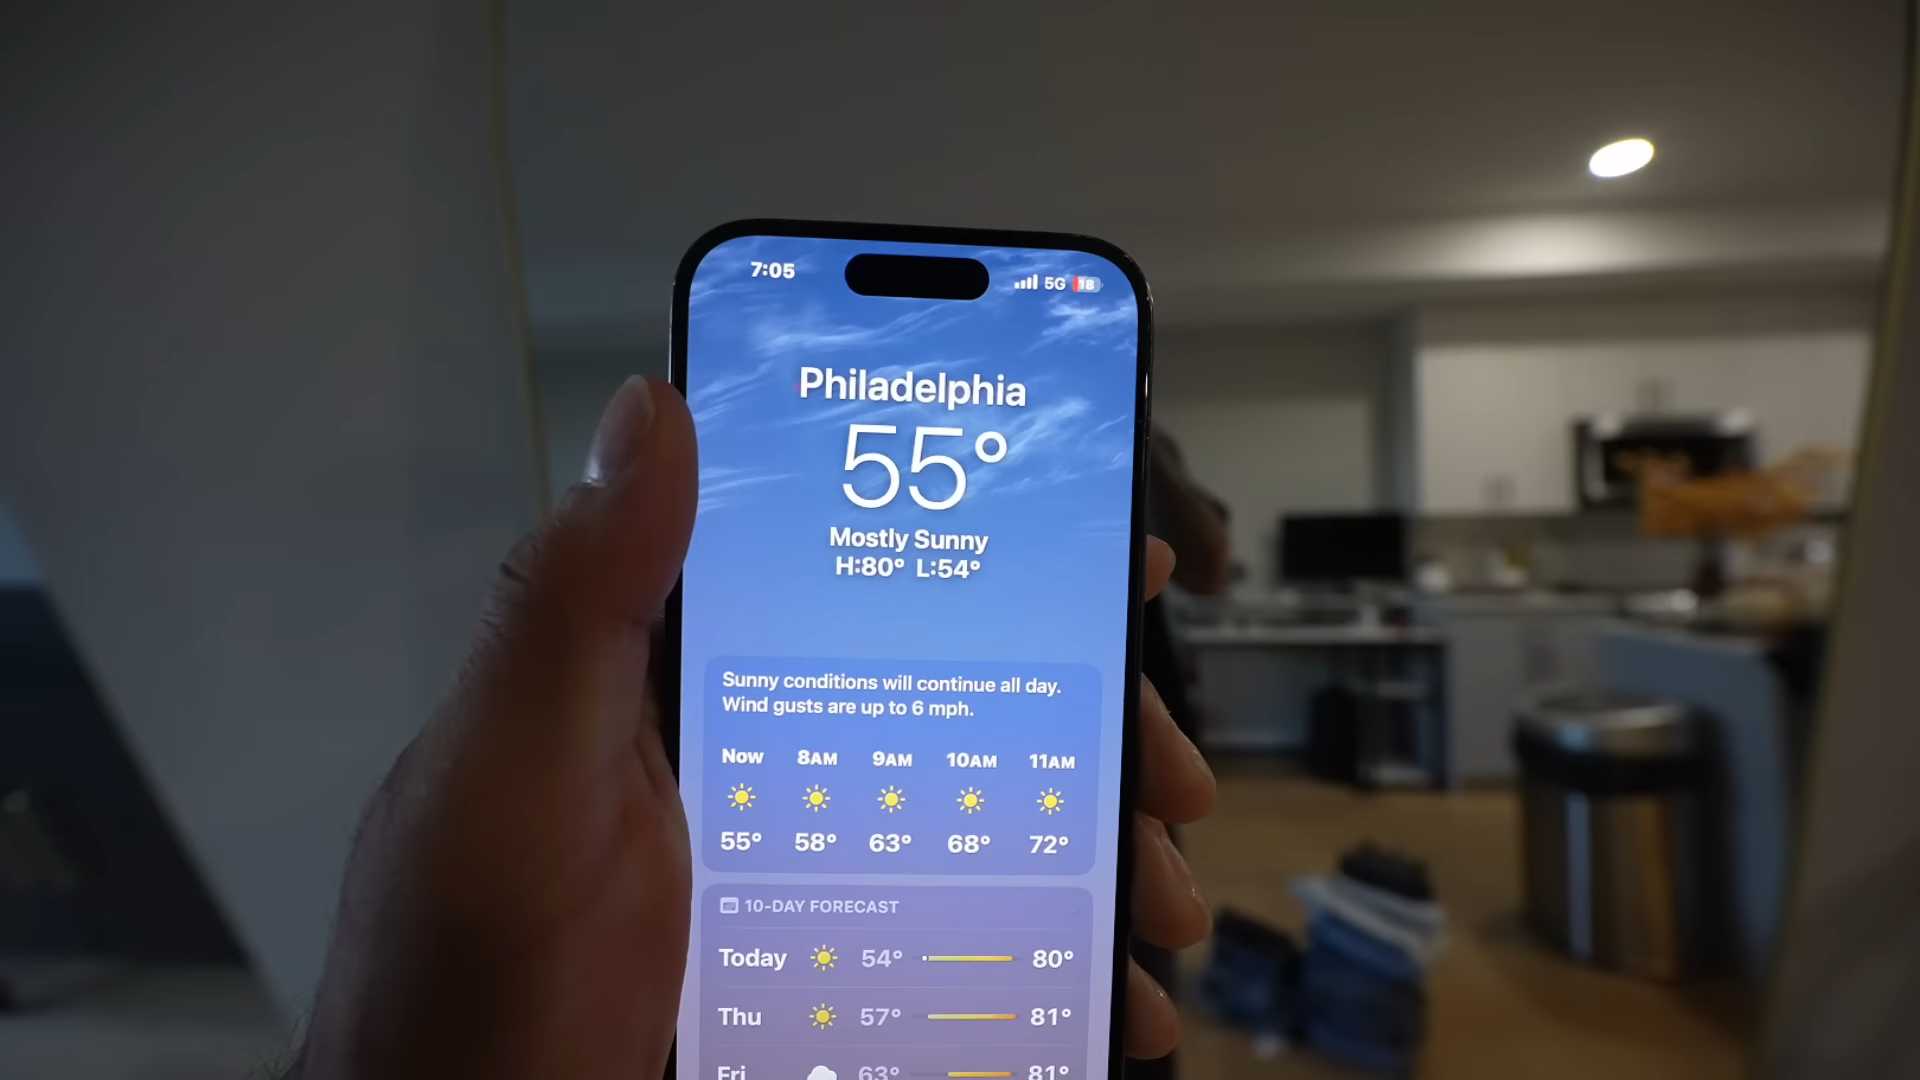 7:05 5G 18
Philadelphia
55°
Mostly Sunny
H:80° L:54°
Sunny conditions will continue all day.
Wind gusts are up to 6 mph.
Now 8AM 9AM 10AM 11AM
55° 58° 63° 68° 72°
10-DAY FORECAST
Today 54° 80°
Thu 57° 81°
Fri 63° 81°